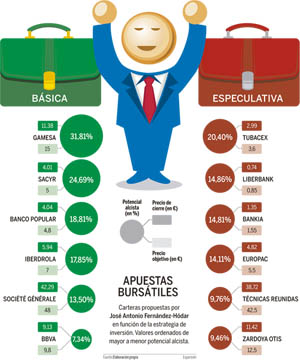 BÁSICA
ESPECULATIVA
11,38
GAMESA
15
31,81%
4,01
SACYR
5
24,69%
4,04
BANCO POPULAR
4,8
18,81%
5,94
IBERDROLA
7
17,85%
42,29
SOCIÉTÉ GÉNÉRALE
48
13,50%
9,13
BBVA
9,8
7,34%
Potencial
alcista
(en %)
Precio de
cierre (en €)
Precio
objetivo (en €)
2,99
TUBACEX
3,6
20,40%
0,74
LIBERBANK
0,85
14,86%
1,35
BANKIA
1,55
14,81%
4,82
EUROPAC
5,5
14,11%
38,72
TÉCNICAS REUNIDAS
42,5
9,76%
11,42
ZARDOYA OTIS
12,5
9,46%
APUESTAS
BURSÁTILES
Carteras propuestas por
José Antonio Fernández-Hódar
en función de la estrategia de
inversión. Valores ordenados de
mayor a menor potencial alcista.
Fuente: Elaboración propia
Expansión